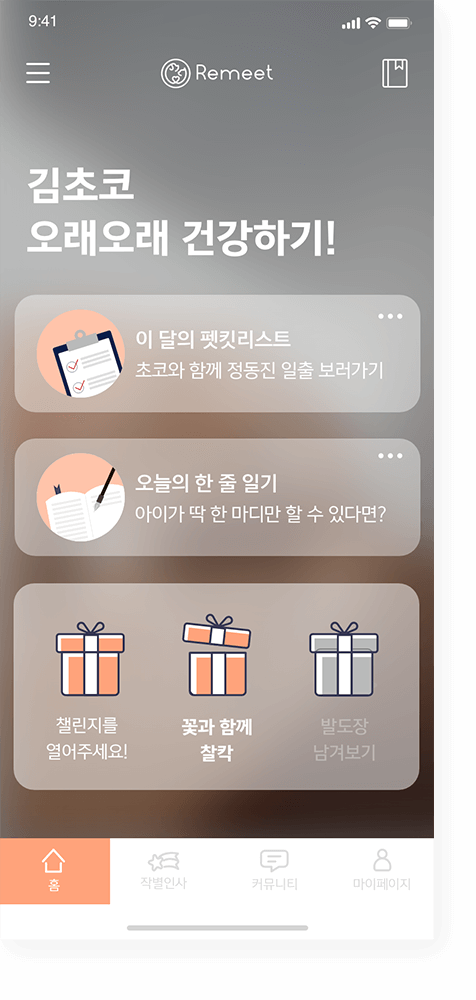 9:41
Remeet
김초코
오래오래 건강하기!
이 달의 펫킷리스트
초코와 함께 정동진 일출 보러가기
오늘의 한 줄 일기
아이가 딱 한 마디만 할 수 있다면?
챌린지를
열어주세요!
꽃과 함께
찰칵
발도장
남겨보기
홈
작별인사
커뮤니티
마이페이지